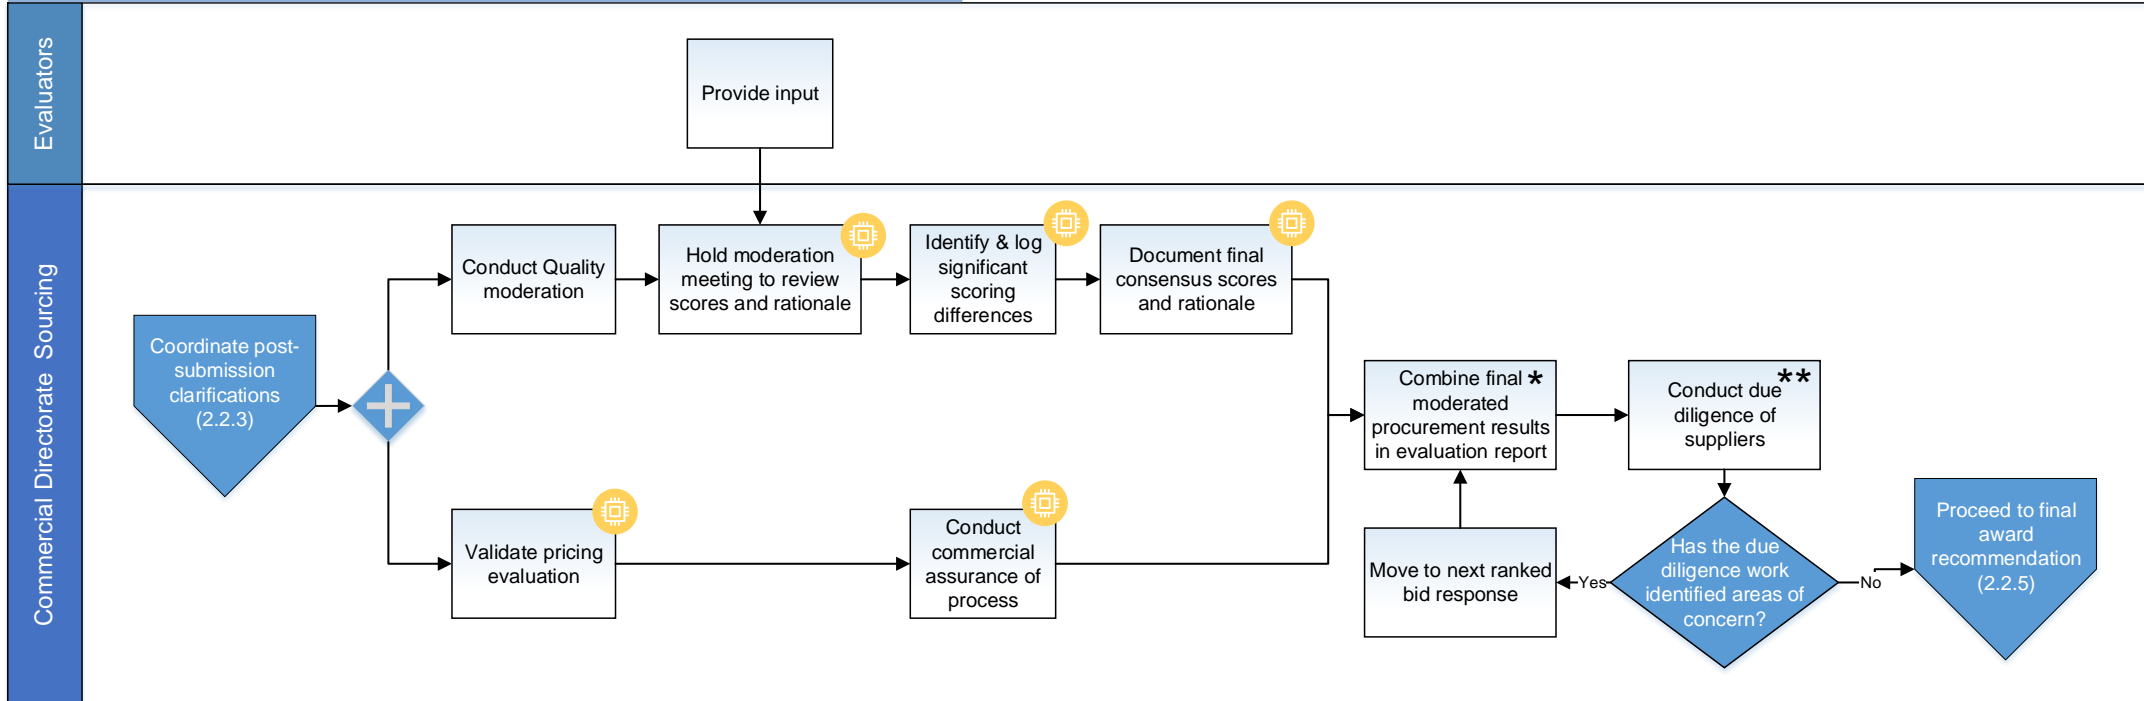 Evaluators
Provide input
Commercial Directorate Sourcing
Coordinate post-
submission
clarifications
(2.2.3)
Conduct Quality
moderation
Hold moderation
meeting to review
scores and rationale
Identify & log
significant
scoring
differences
Document final
consensus scores
and rationale
Validate pricing
evaluation
Conduct
commercial
assurance of
process
Combine final *
moderated
procurement results
in evaluation report
**
Conduct due
diligence of
suppliers
Move to next ranked
bid response
Yes
Has the due
diligence work
identified areas of
concern?
No
Proceed to final
award
recommendation
(2.2.5)